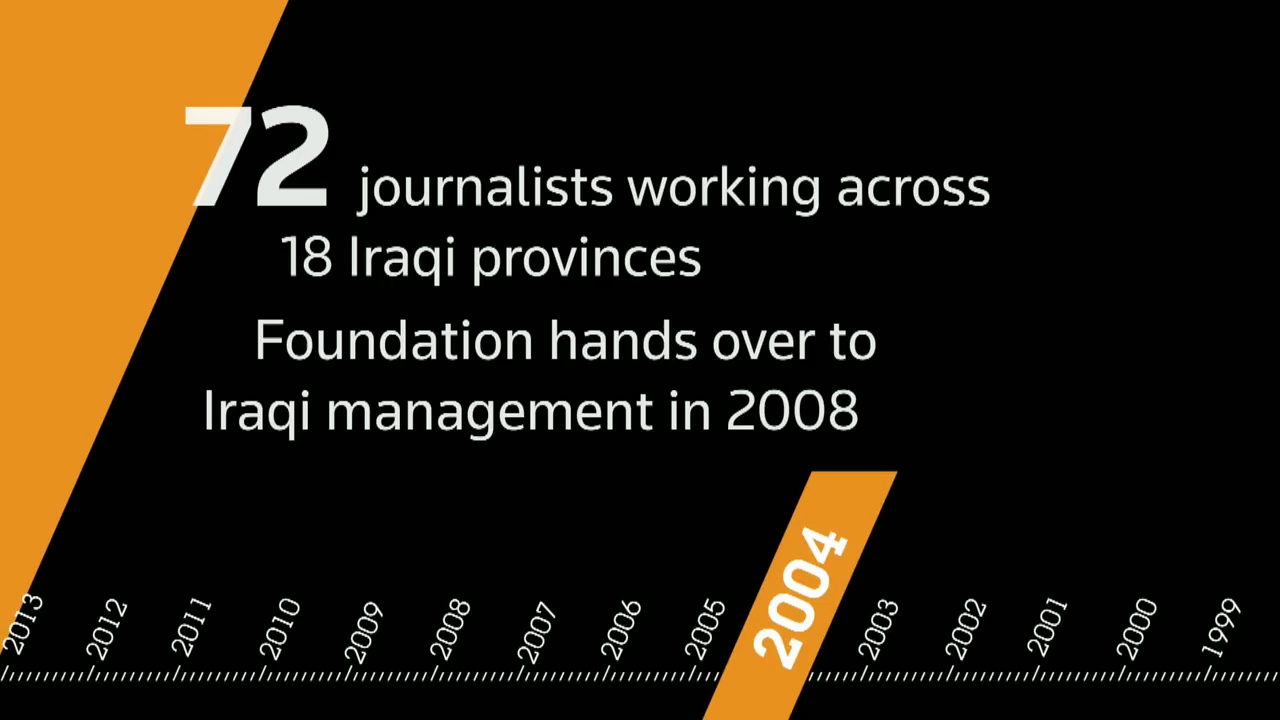 72 journalists working across
18 Iraqi provinces
Foundation hands over to
Iraqi management in 2008
2013 2012 2011 2010 2009 2008 2007 2006 2005 2004 2003 2002 2001 2000 1999